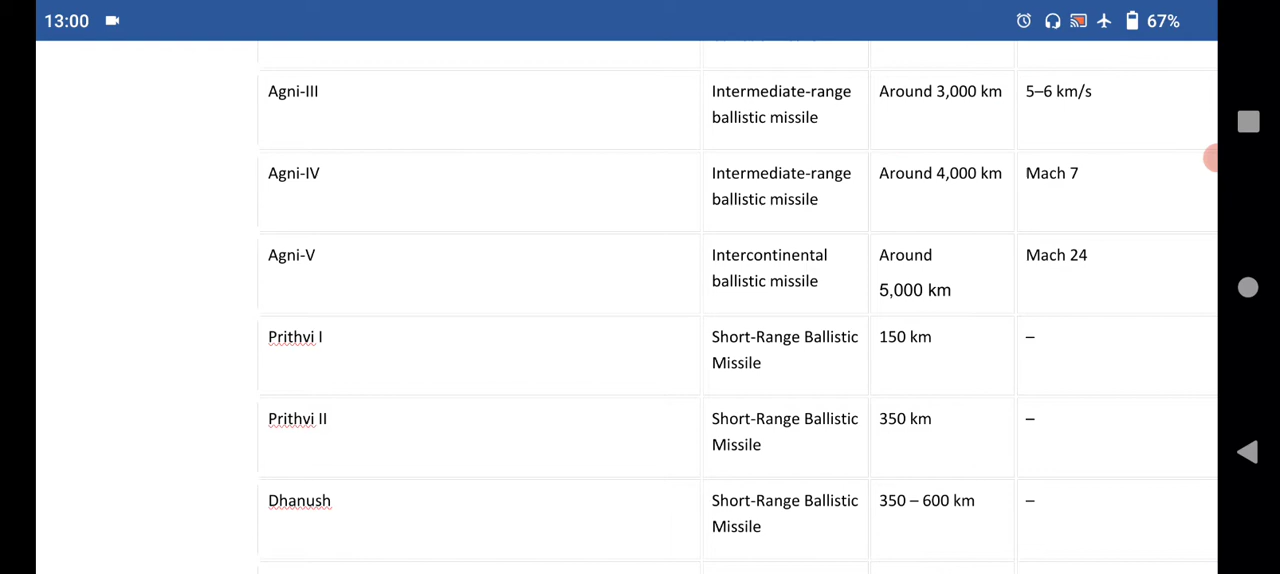 13:00 67%
Agni-III Intermediate-range Around 3,000 km 5–6 km/s
ballistic missile
Agni-IV Intermediate-range Around 4,000 km Mach 7
ballistic missile
Agni-V Intercontinental Around Mach 24
ballistic missile 5,000 km
Prithvi I Short-Range Ballistic 150 km –
Missile
Prithvi II Short-Range Ballistic 350 km –
Missile
Dhanush Short-Range Ballistic 350 – 600 km –
Missile